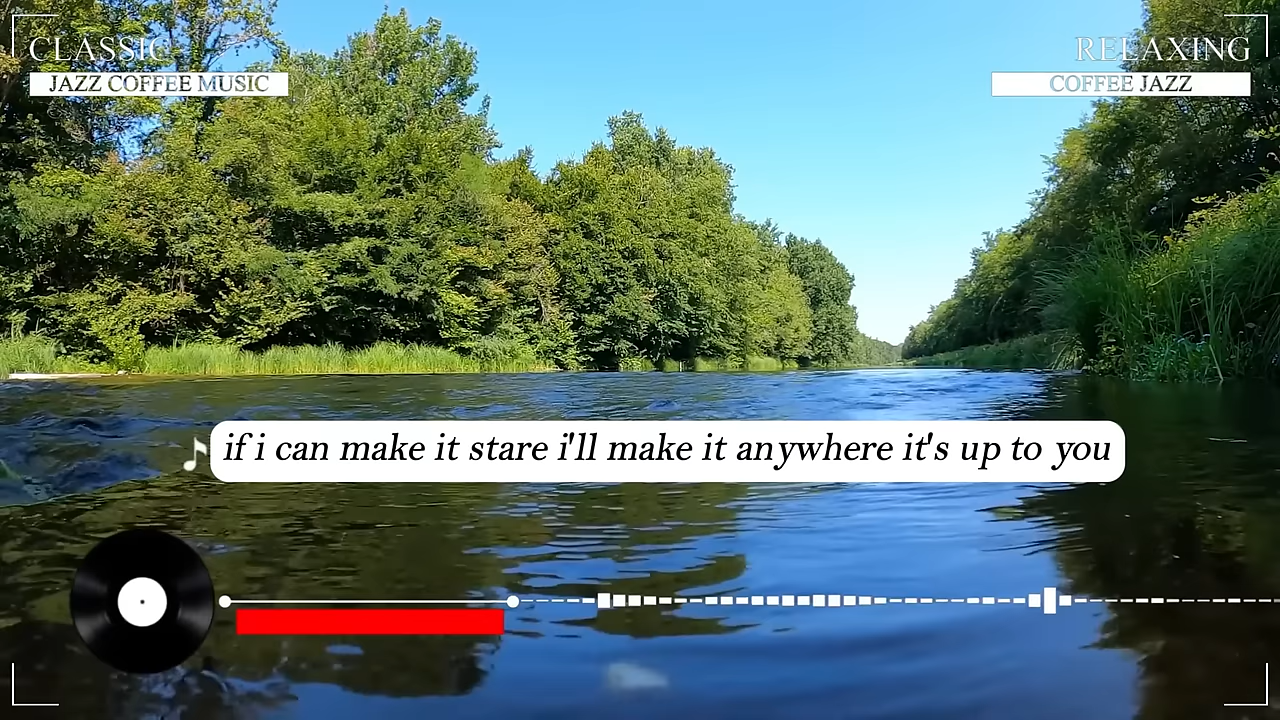 CLASSIC
JAZZ COFFEE MUSIC
RELAXING
COFFEE JAZZ
if i can make it stare i'll make it anywhere it's up to you